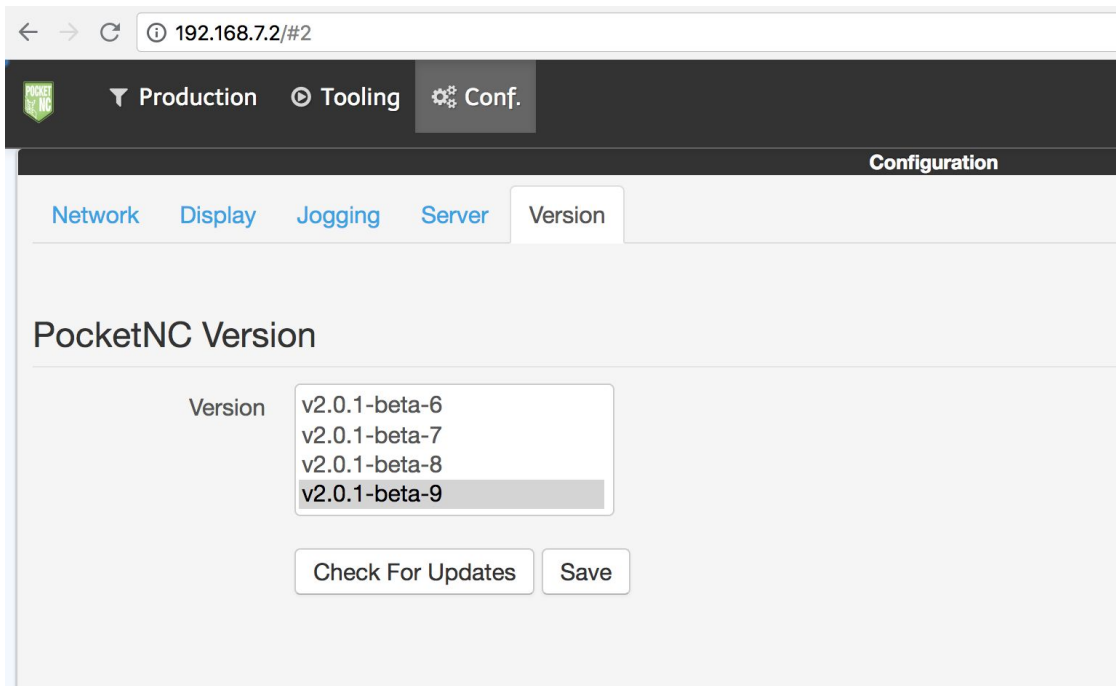 192.168.7.2/#2
POCKET
NC
Production Tooling Conf.
Configuration
Network Display Jogging Server Version
PocketNC Version
Version
v2.0.1-beta-6
v2.0.1-beta-7
v2.0.1-beta-8
v2.0.1-beta-9
Check For Updates Save